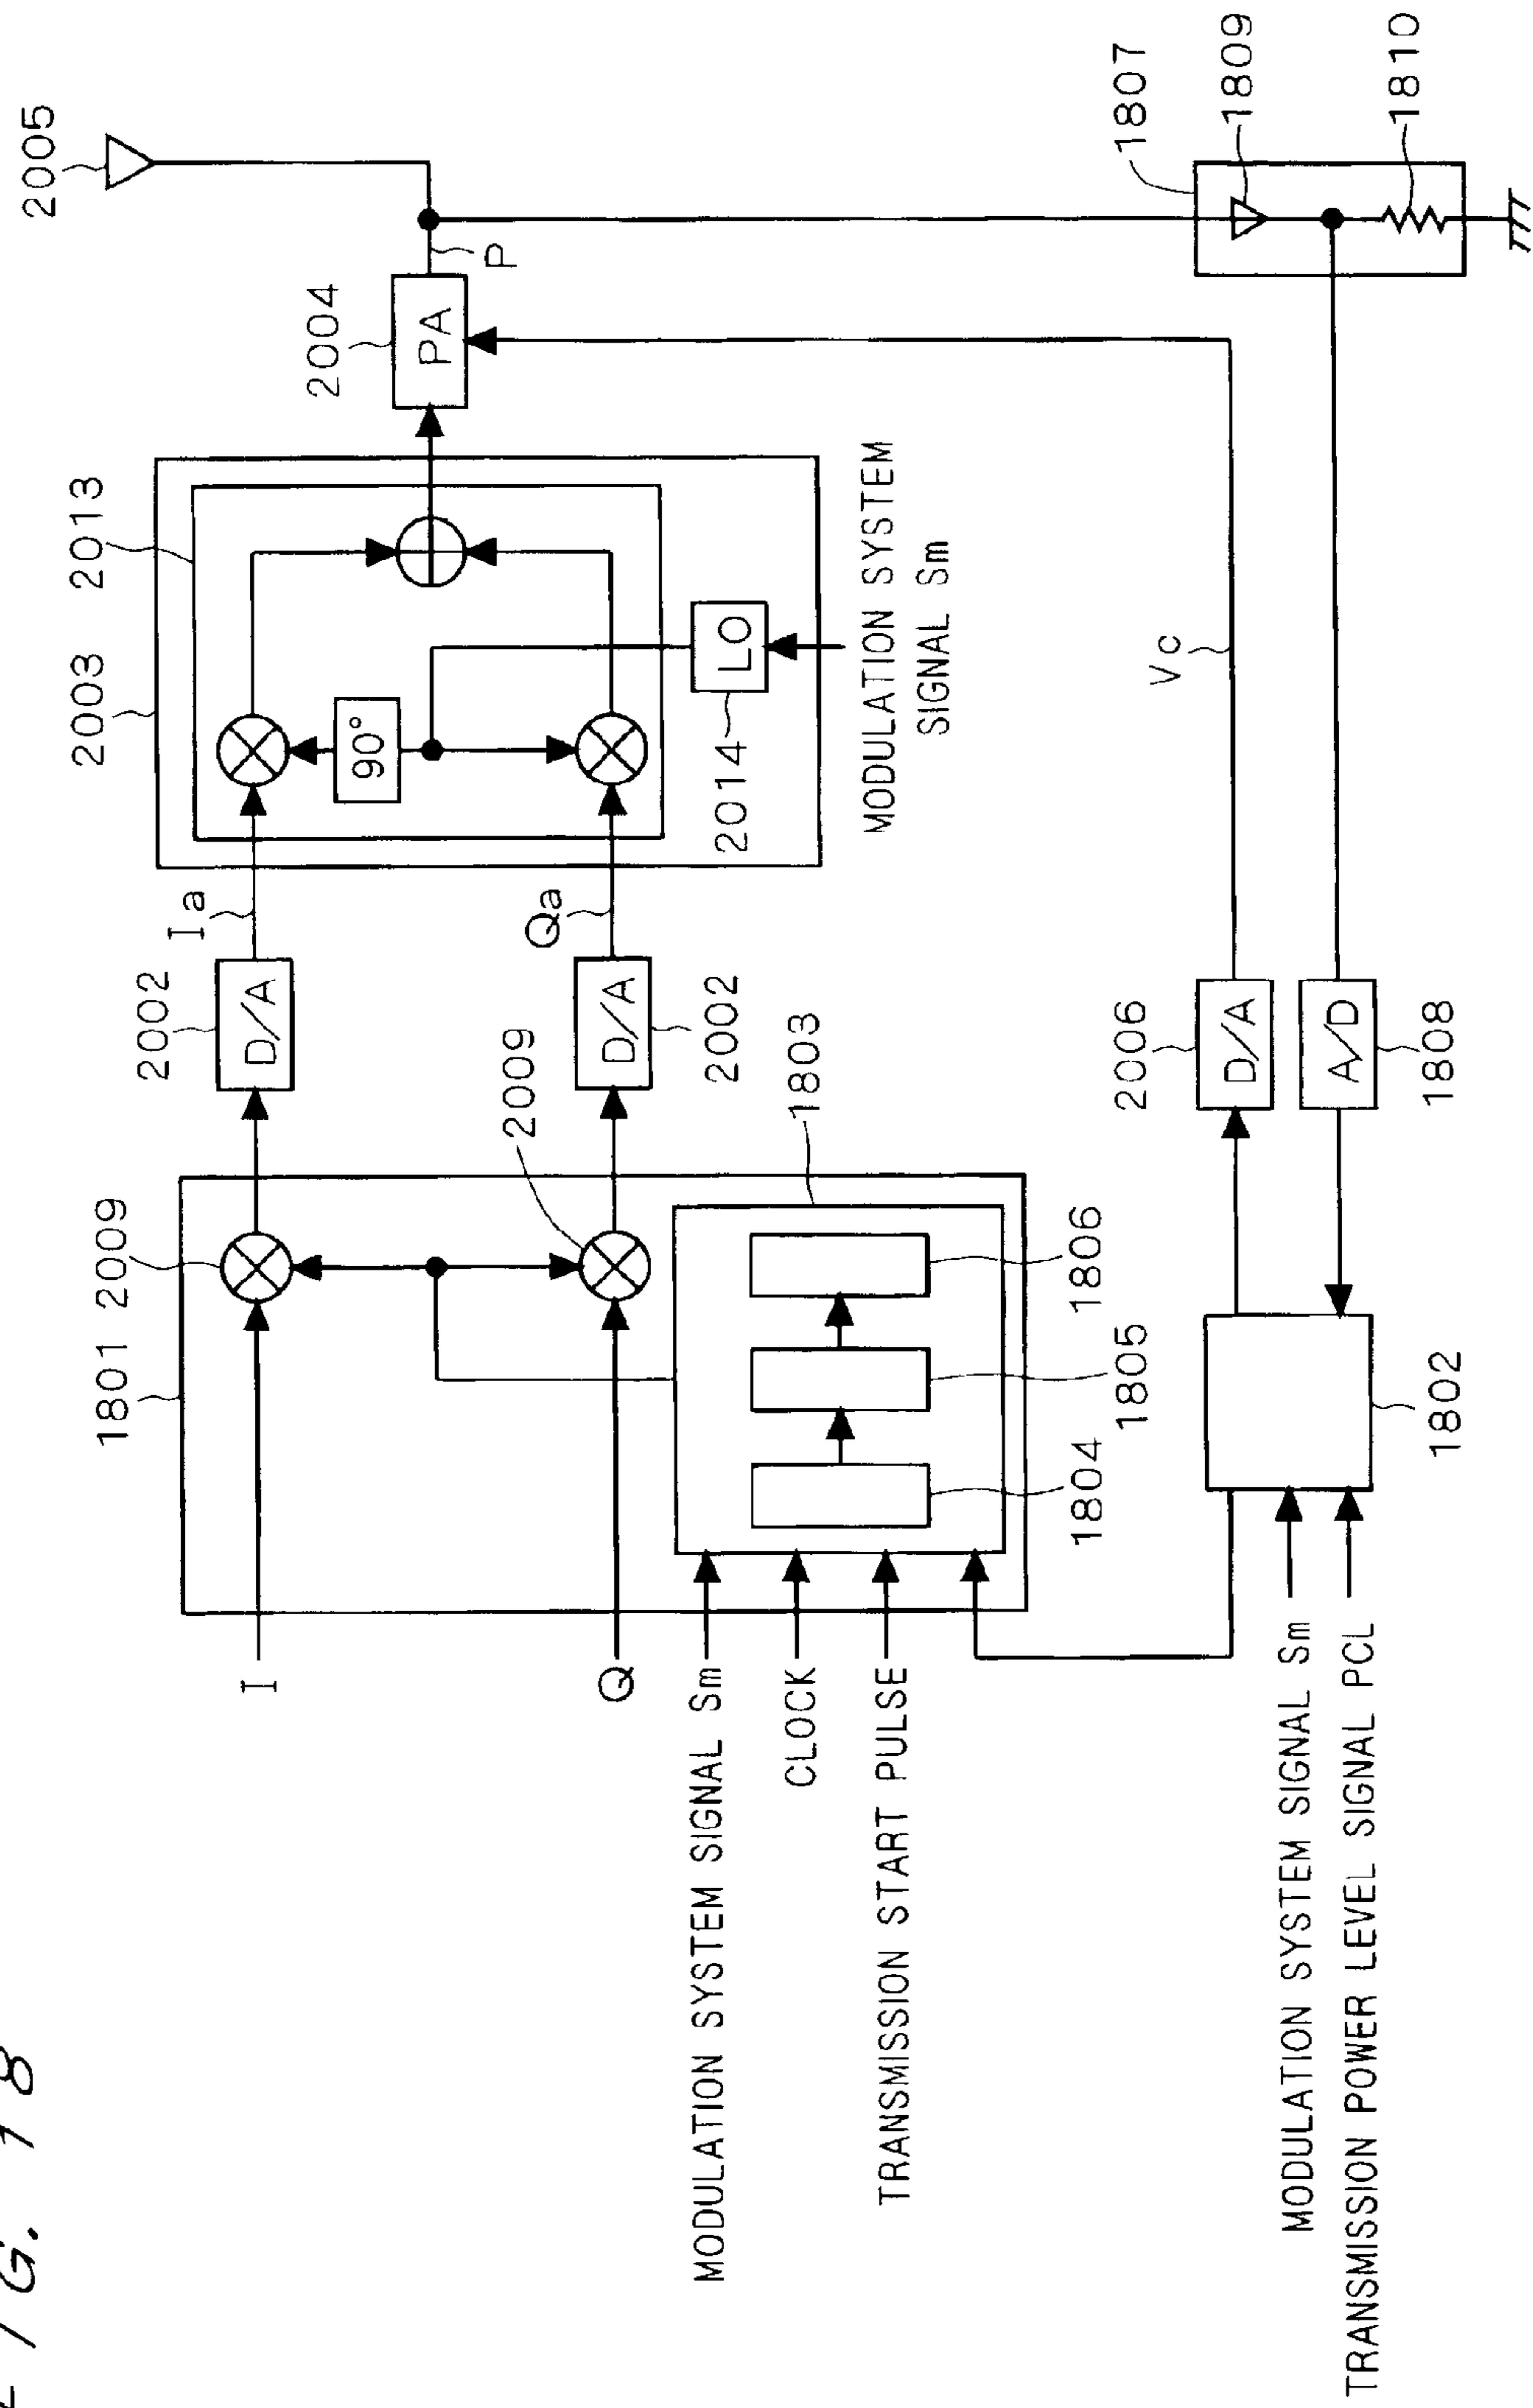 FIG. 18
1801
2009
2002
Ia
2003
2013
2004
2005
I
D/A
90°
PA
P
2009
Qa
Q
D/A
2002
2014
LO
MODULATION SYSTEM
SIGNAL Sm
MODULATION SYSTEM SIGNAL Sm
CLOCK
TRANSMISSION START PULSE
1803
1804
1805
1806
1807
1809
1810
Vc
2006
D/A
A/D
1808
1802
MODULATION SYSTEM SIGNAL Sm
TRANSMISSION POWER LEVEL SIGNAL PCL